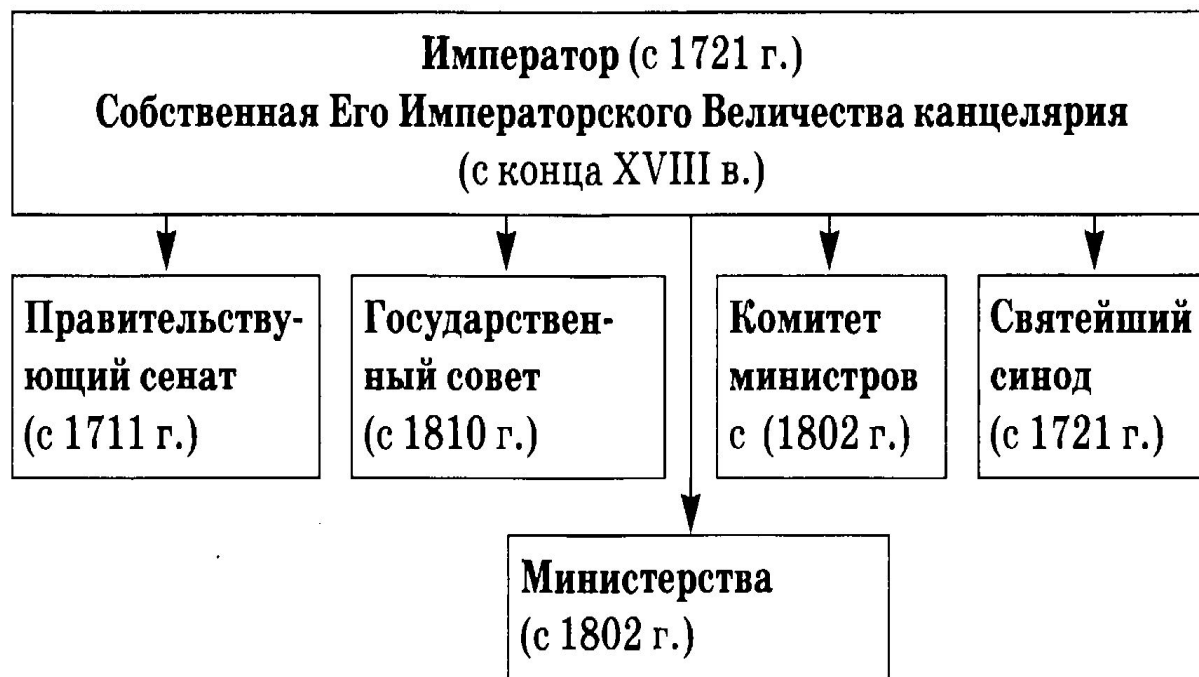 Император (с 1721 г.)
Собственная Его Императорского Величества канцелярия
(с конца XVIII в.)
Правительству-
ющий сенат
(с 1711 г.)
Государствен-
ный совет
(с 1810 г.)
Комитет
министров
с (1802 г.)
Святейший
синод
(с 1721 г.)
Министерства
(с 1802 г.)